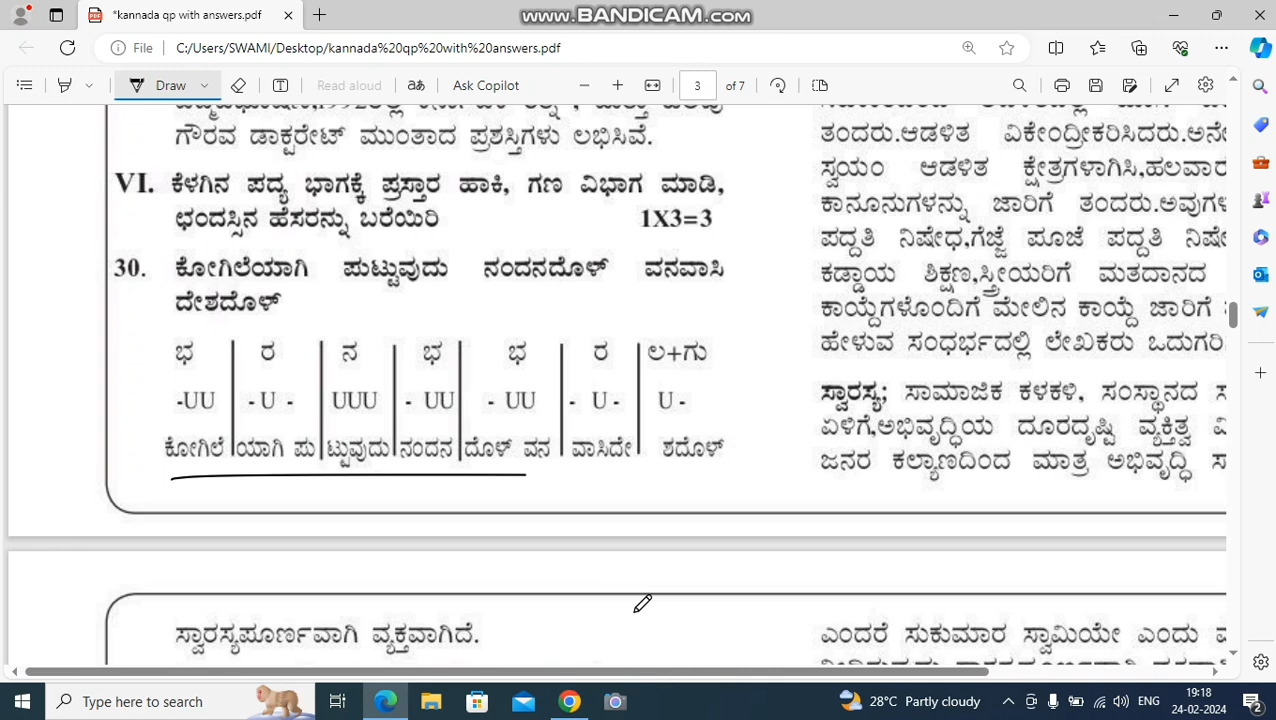 www.BANDICAM.com
*kannada qp with answers.pdf
File C:/Users/SWAMI/Desktop/kannada%20qp%20with%20answers.pdf
Draw Read aloud aあ Ask Copilot 3 of 7
ಗೌರವ ಡಾಕ್ಟರೇಟ್ ಮುಂತಾದ ಪ್ರಶಸ್ತಿಗಳು ಲಭಿಸಿವೆ.
VI. ಕೆಳಗಿನ ಪದ್ಯ ಭಾಗಕ್ಕೆ ಪ್ರಸ್ತಾರ ಹಾಕಿ, ಗಣ ವಿಭಾಗ ಮಾಡಿ,
ಛಂದಸ್ಸಿನ ಹೆಸರನ್ನು ಬರೆಯಿರಿ 1X3=3
30. ಕೋಗಿಲೆಯಾಗಿ ಪುಟ್ಟುವುದು ನಂದನದೊಳ್ ವನವಾಸಿ
ದೇಶದೊಳ್
ಭ ರ ನ ಭ ಭ ರ ಲ+ಗು
-UU - U - UUU - UU - UU - U - U -
ಕೋಗಿಲೆ ಯಾಗಿ ಪು ಟ್ಟುವುದು ನಂದನ ದೊಳ್ ವನ ವಾಸಿದೇ ಶದೊಳ್
ಸ್ವಾರಸ್ಯಪೂರ್ಣವಾಗಿ ವ್ಯಕ್ತವಾಗಿದೆ.
ತಂದರು.ಆಡಳಿತ ವಿಕೇಂದ್ರೀಕರಿಸಿದರು.ಅನೇ
ಸ್ವಯಂ ಆಡಳಿತ ಕ್ಷೇತ್ರಗಳಾಗಿಸಿ,ಹಲವಾರ
ಕಾನೂನುಗಳನ್ನು ಜಾರಿಗೆ ತಂದರು.ಅವುಗಳ
ಪದ್ದತಿ ನಿಷೇಧ,ಗೆಜ್ಜೆ ಪೂಜೆ ಪದ್ದತಿ ನಿಷೇ
ಕಡ್ಡಾಯ ಶಿಕ್ಷಣ,ಸ್ತ್ರೀಯರಿಗೆ ಮತದಾನದ
ಕಾಯ್ದೆಗಳೊಂದಿಗೆ ಮೇಲಿನ ಕಾಯ್ದೆ ಜಾರಿಗೆ
ಹೇಳುವ ಸಂಧರ್ಭದಲ್ಲಿ ಲೇಖಕರು ಒದುಗರಿ
ಸ್ವಾರಸ್ಯ; ಸಾಮಾಜಿಕ ಕಳಕಳಿ, ಸಂಸ್ಥಾನದ ಸ
ಏಳಿಗೆ,ಅಭಿವೃದ್ಧಿಯ ದೂರದೃಷ್ಟಿ ವ್ಯಕ್ತಿತ್ವ ವಿ
ಜನರ ಕಲ್ಯಾಣದಿಂದ ಮಾತ್ರ ಅಭಿವೃದ್ಧಿ ಸಾ
ಎಂದರೆ ಸುಕುಮಾರ ಸ್ವಾಮಿಯೇ ಎಂದು
Type here to search
28°C Partly cloudy ENG 19:18
24-02-2024 2